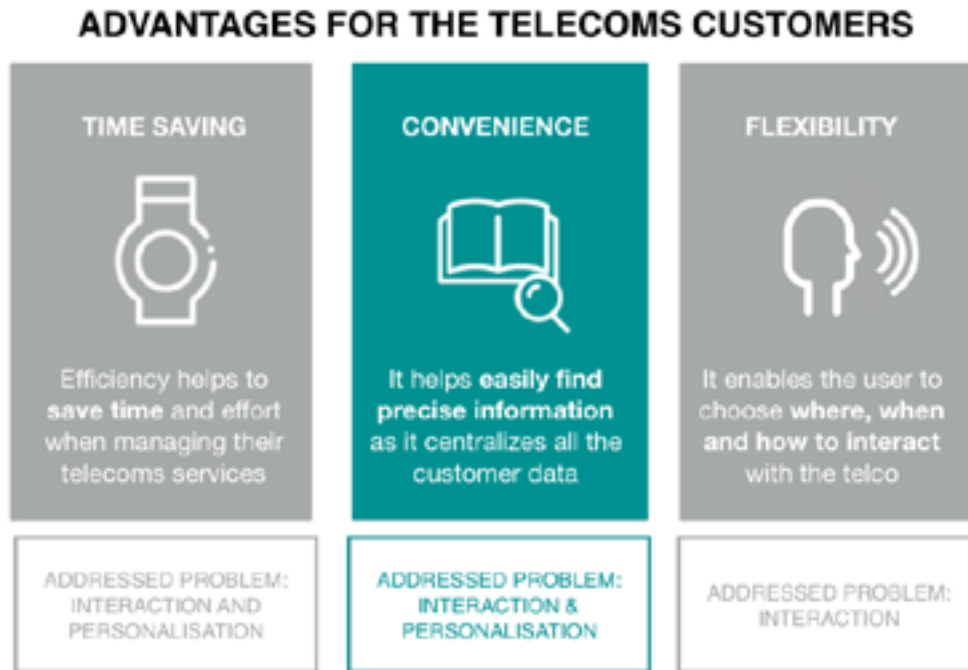 ADVANTAGES FOR THE TELECOMS CUSTOMERS
TIME SAVING
Efficiency helps to
save time and effort
when managing their
telecoms services
ADDRESSED PROBLEM:
INTERACTION AND
PERSONALISATION
CONVENIENCE
It helps easily find
precise information
as it centralizes all the
customer data
ADDRESSED PROBLEM:
INTERACTION &
PERSONALISATION
FLEXIBILITY
It enables the user to
choose where, when
and how to interact
with the telco
ADDRESSED PROBLEM:
INTERACTION